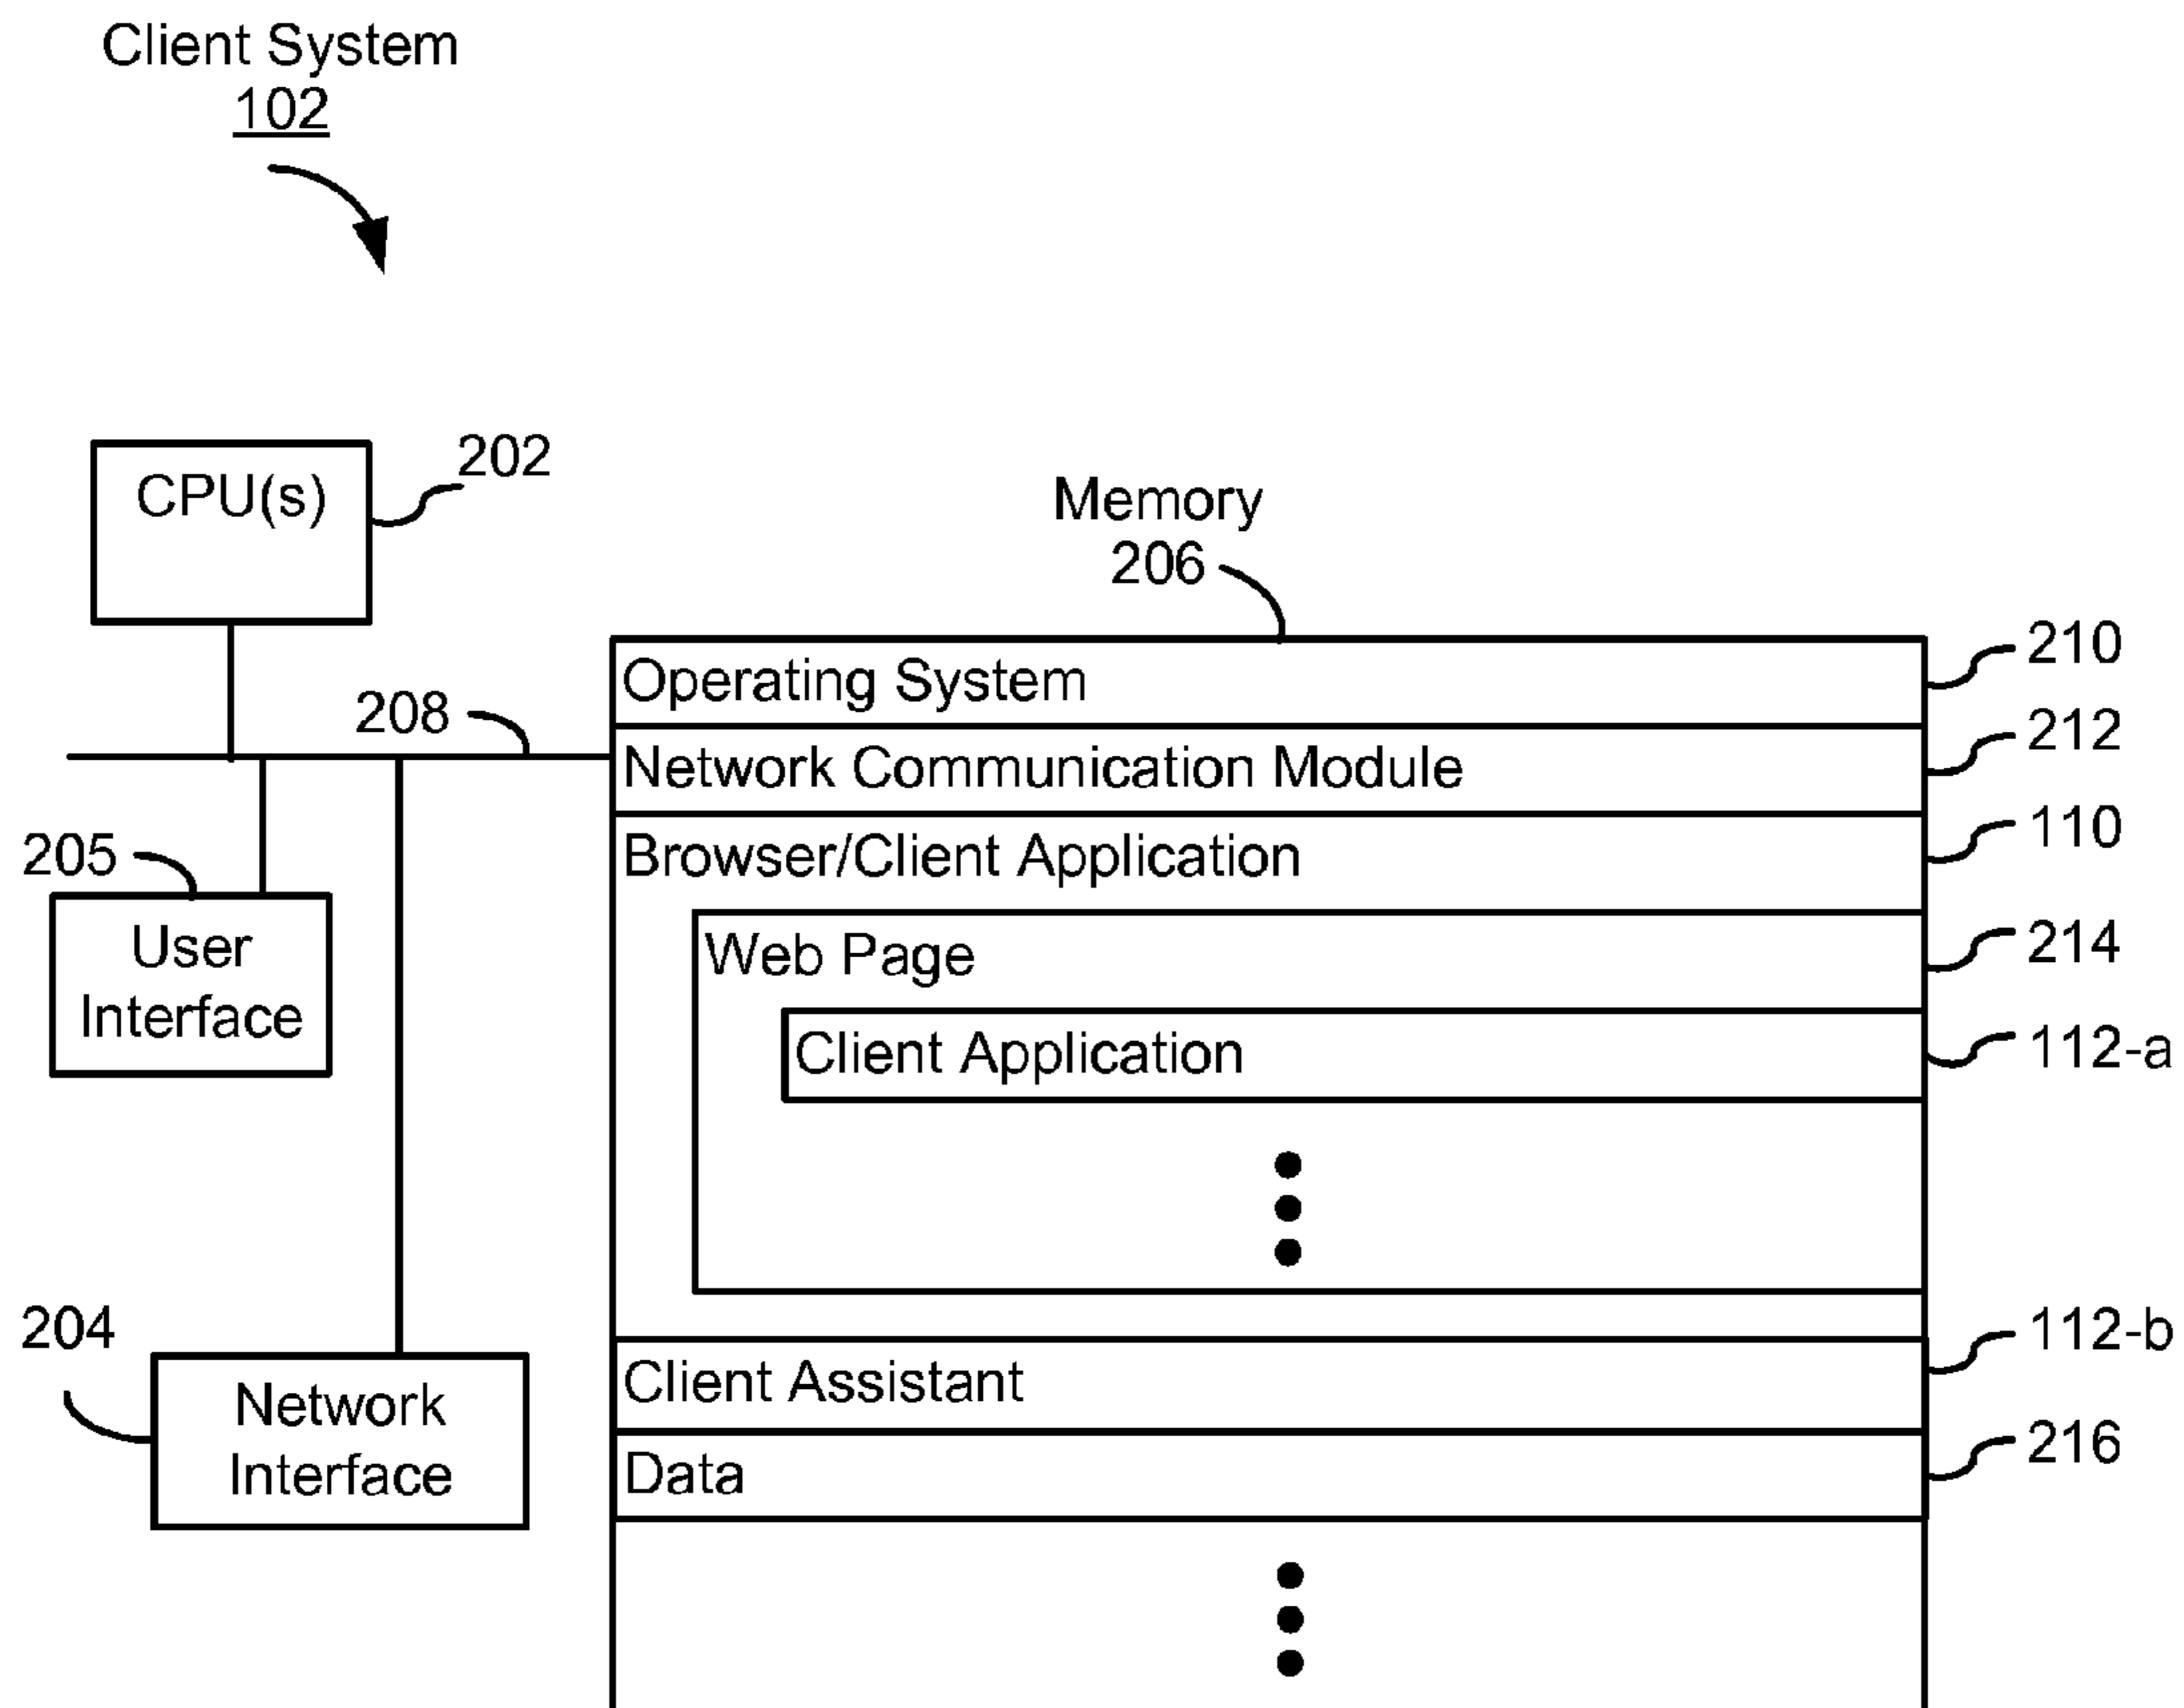 Client System
102
CPU(s)
202
Memory
206
Operating System
210
208
Network Communication Module
212
205
Browser/Client Application
110
User
Interface
Web Page
214
Client Application
112-a
204
Network
Interface
Client Assistant
112-b
Data
216